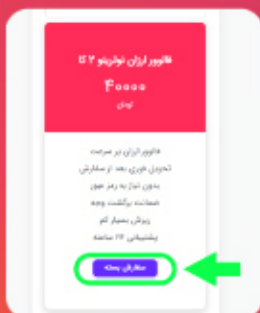 فالوور ارزان توئیترینو ۲ کا
۴۰۰۰۰
تومان
فالوور ارزان پر سرعت
تحویل فوری بعد از سفارش
بدون نیاز به رمز عبور
ضمانت برگشت وجه
ریزش بسیار کم
پشتیبانی ۲۴ ساعته
سفارش بسته